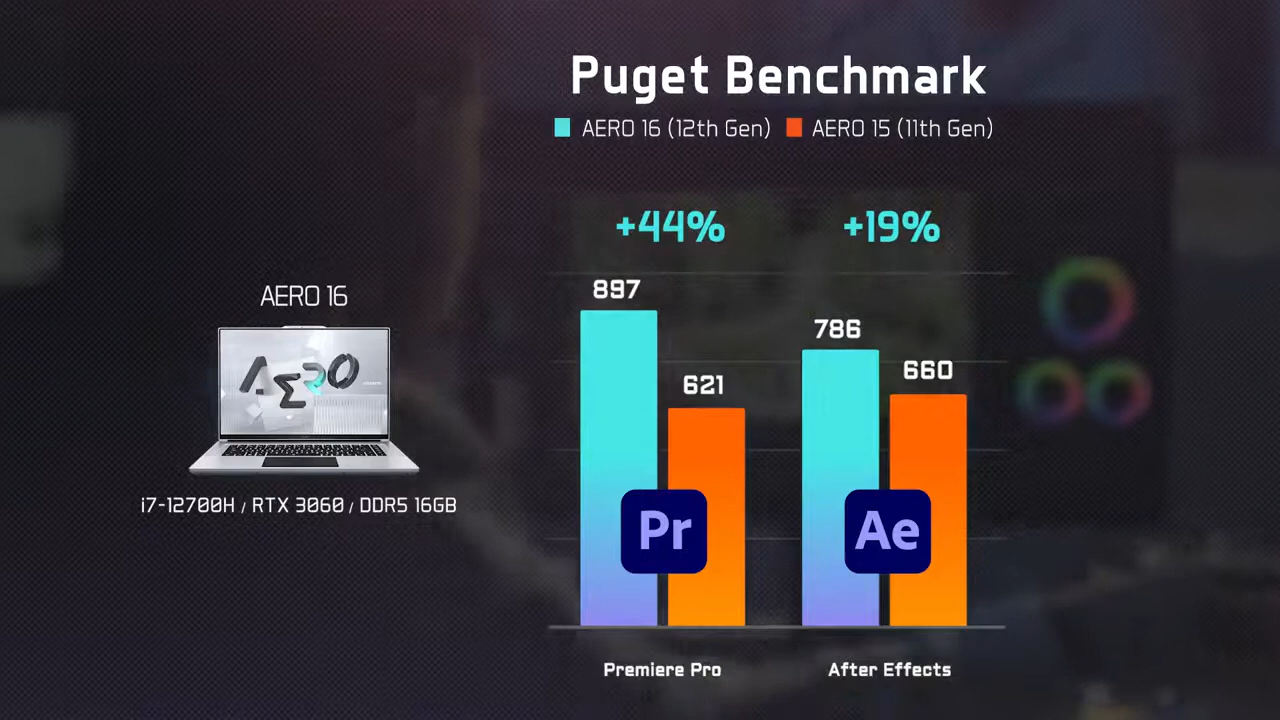 Puget Benchmark
AERO 16 (12th Gen) AERO 15 (11th Gen)
+44% +19%
897
786
621
660
AERO 16
AERO
i7-12700H / RTX 3060 / DDR5 16GB
Pr Ae
Premiere Pro After Effects